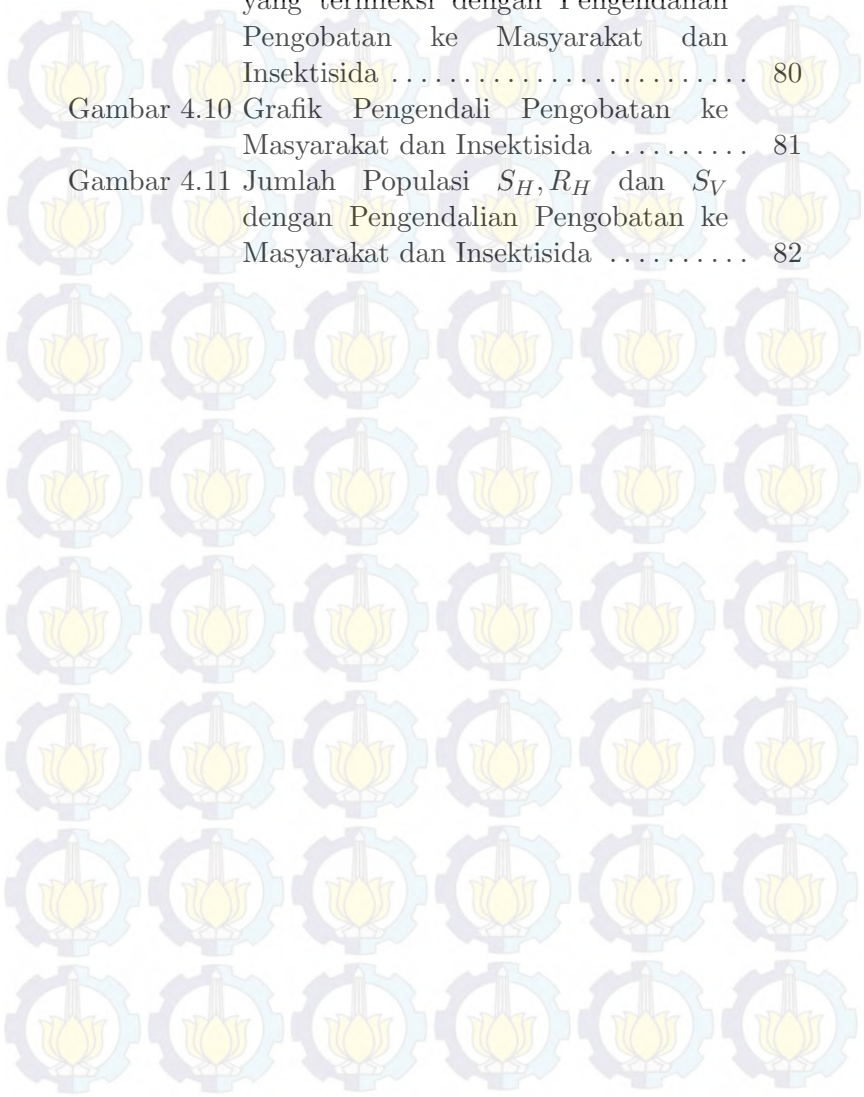 yang terinfeksi dengan Pengendalian
Pengobatan ke Masyarakat dan
Insektisida . . . . . . . . . . . . . . . . . . . . . . . . . 80
Gambar 4.10 Grafik Pengendali Pengobatan ke
Masyarakat dan Insektisida . . . . . . . . . . 81
Gambar 4.11 Jumlah Populasi S_H, R_H dan S_V
dengan Pengendalian Pengobatan ke
Masyarakat dan Insektisida . . . . . . . . . . 82